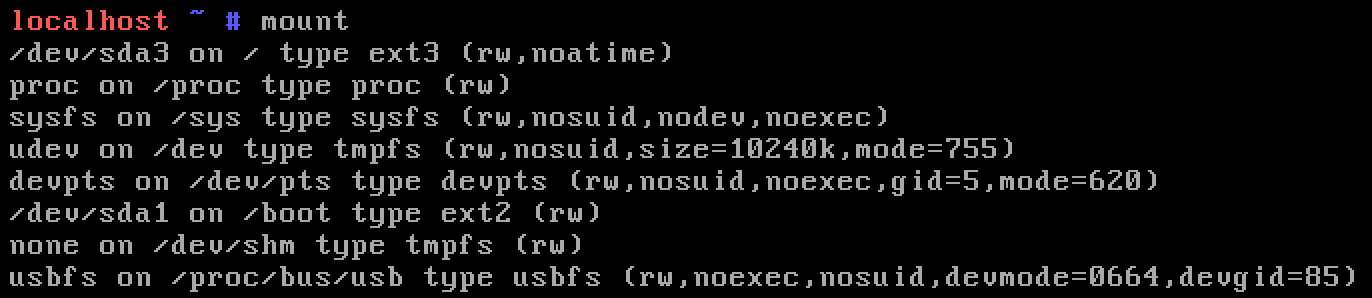 localhost ~ # mount
/dev/sda3 on / type ext3 (rw,noatime)
proc on /proc type proc (rw)
sysfs on /sys type sysfs (rw,nosuid,nodev,noexec)
udev on /dev type tmpfs (rw,nosuid,size=10240k,mode=755)
devpts on /dev/pts type devpts (rw,nosuid,noexec,gid=5,mode=620)
/dev/sda1 on /boot type ext2 (rw)
none on /dev/shm type tmpfs (rw)
usbfs on /proc/bus/usb type usbfs (rw,noexec,nosuid,devmode=0664,devgid=85)